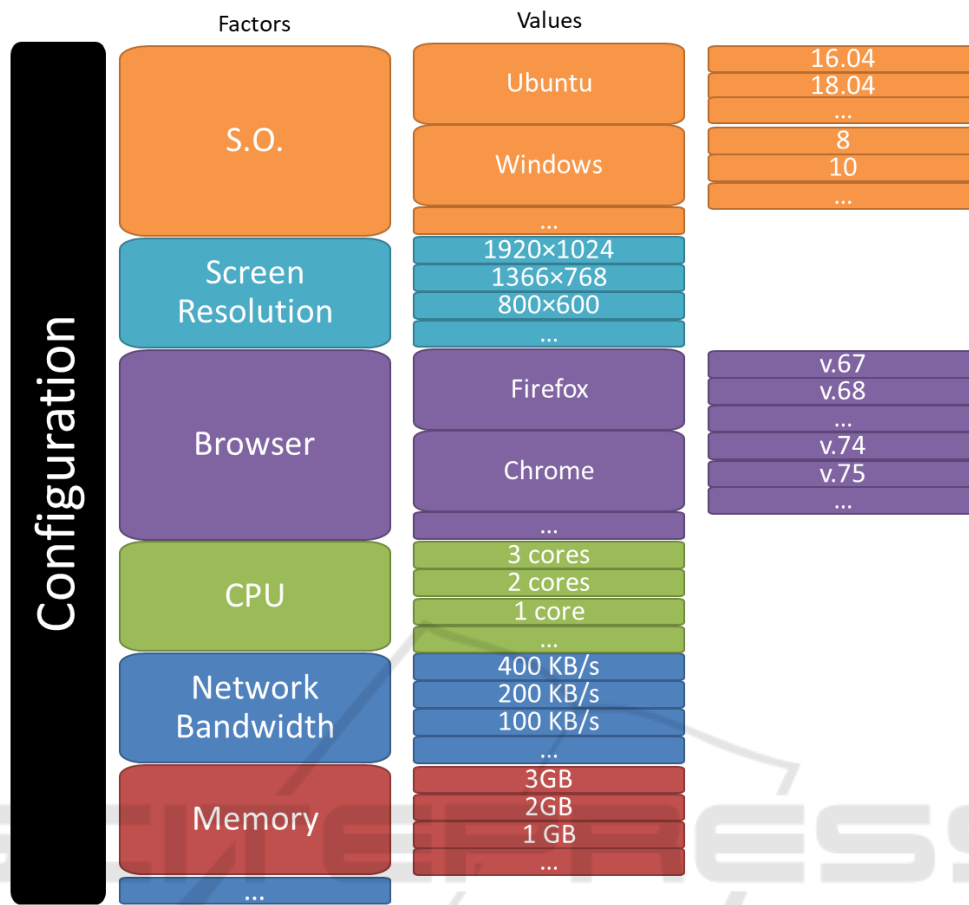 Factors
Values
Configuration
S.O.
Ubuntu
16.04
18.04
...
Windows
8
10
...
...
Screen
Resolution
1920×1024
1366×768
800×600
...
Browser
Firefox
v.67
v.68
...
Chrome
v.74
v.75
...
...
CPU
3 cores
2 cores
1 core
...
Network
Bandwidth
400 KB/s
200 KB/s
100 KB/s
...
Memory
3GB
2GB
1 GB
...
...